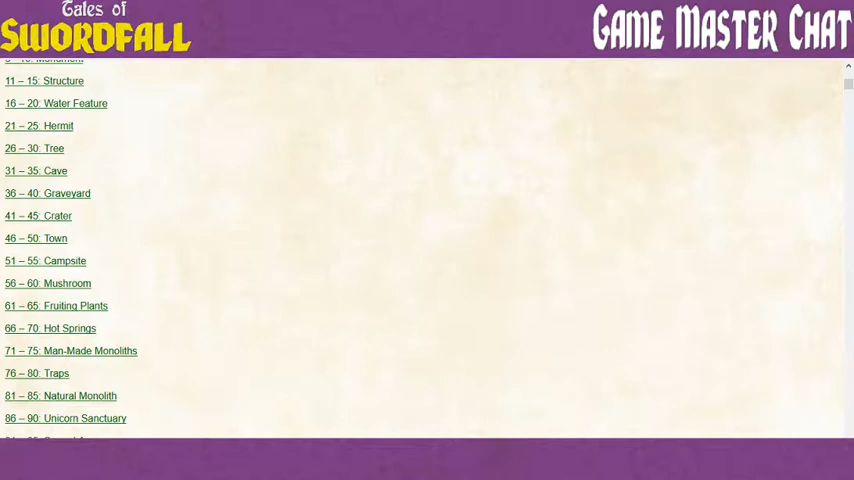 Tales of
SWORDFALL
GAME MASTER CHAT
11 – 15: Structure
16 – 20: Water Feature
21 – 25: Hermit
26 – 30: Tree
31 – 35: Cave
36 – 40: Graveyard
41 – 45: Crater
46 – 50: Town
51 – 55: Campsite
56 – 60: Mushroom
61 – 65: Fruiting Plants
66 – 70: Hot Springs
71 – 75: Man-Made Monoliths
76 – 80: Traps
81 – 85: Natural Monolith
86 – 90: Unicorn Sanctuary